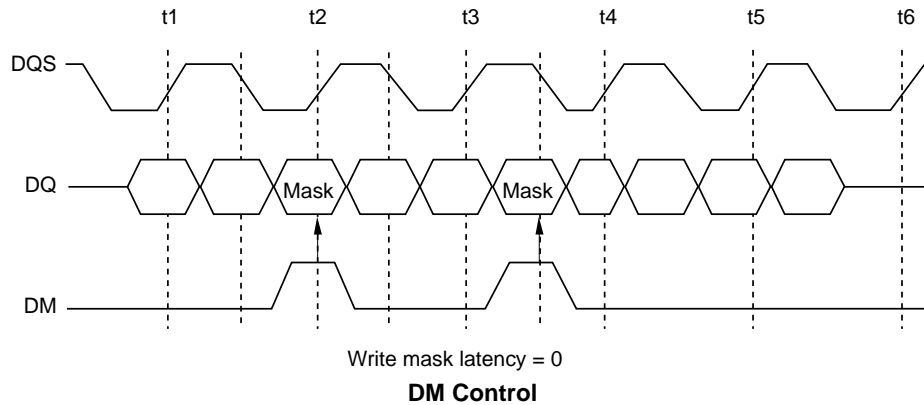 t1 t2 t3 t4 t5 t6
DQS
DQ Mask Mask
DM
Write mask latency = 0
DM Control